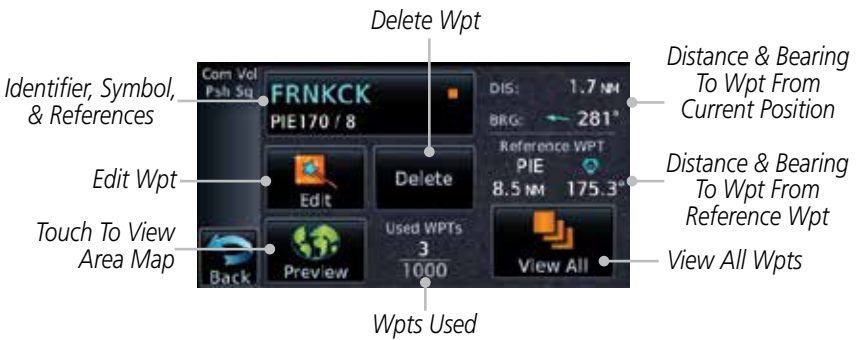 Delete Wpt
Identifier, Symbol,
& References
Edit Wpt
Touch To View
Area Map
Com Vol
Psh Sq
FRNKCK
PIE170 / 8
Edit
Delete
Back
Preview
Used WPTs
3
1000
DIS: 1.7 NM
BRG: 281°
Reference WPT
PIE
8.5 NM 175.3°
View All
Distance & Bearing
To Wpt From
Current Position
Distance & Bearing
To Wpt From
Reference Wpt
View All Wpts
Wpts Used